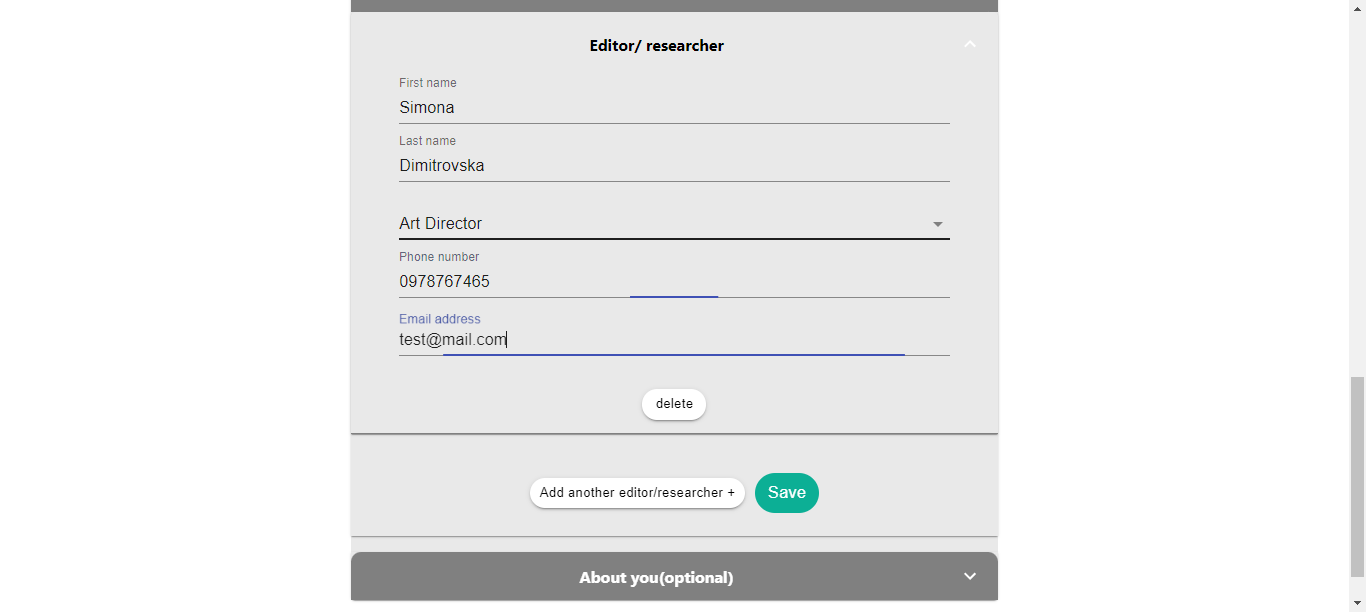 Editor/ researcher
First name
Simona
Last name
Dimitrovska
Art Director
Phone number
0978767465
Email address
test@mail.com
delete
Add another editor/researcher + Save
About you(optional)